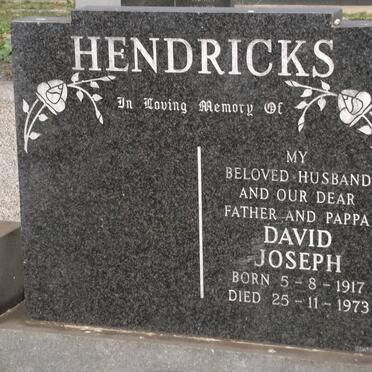 HENDRICKS
In Loving Memory Of
MY
BELOVED HUSBAND
AND OUR DEAR
FATHER AND PAPPA
DAVID
JOSEPH
BORN 5-8-1917
DIED 25-11-1973